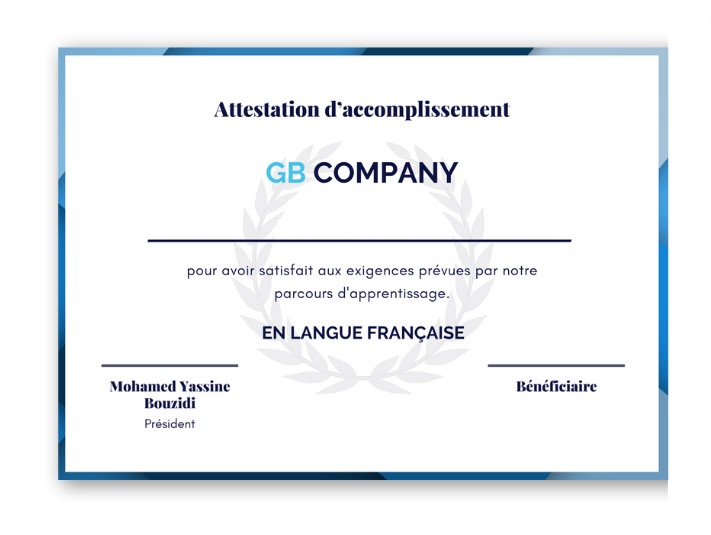 Attestation d’accomplissement
GB COMPANY
pour avoir satisfait aux exigences prévues par notre
parcours d'apprentissage.
EN LANGUE FRANÇAISE
Mohamed Yassine
Bouzidi
Président
Bénéficiaire